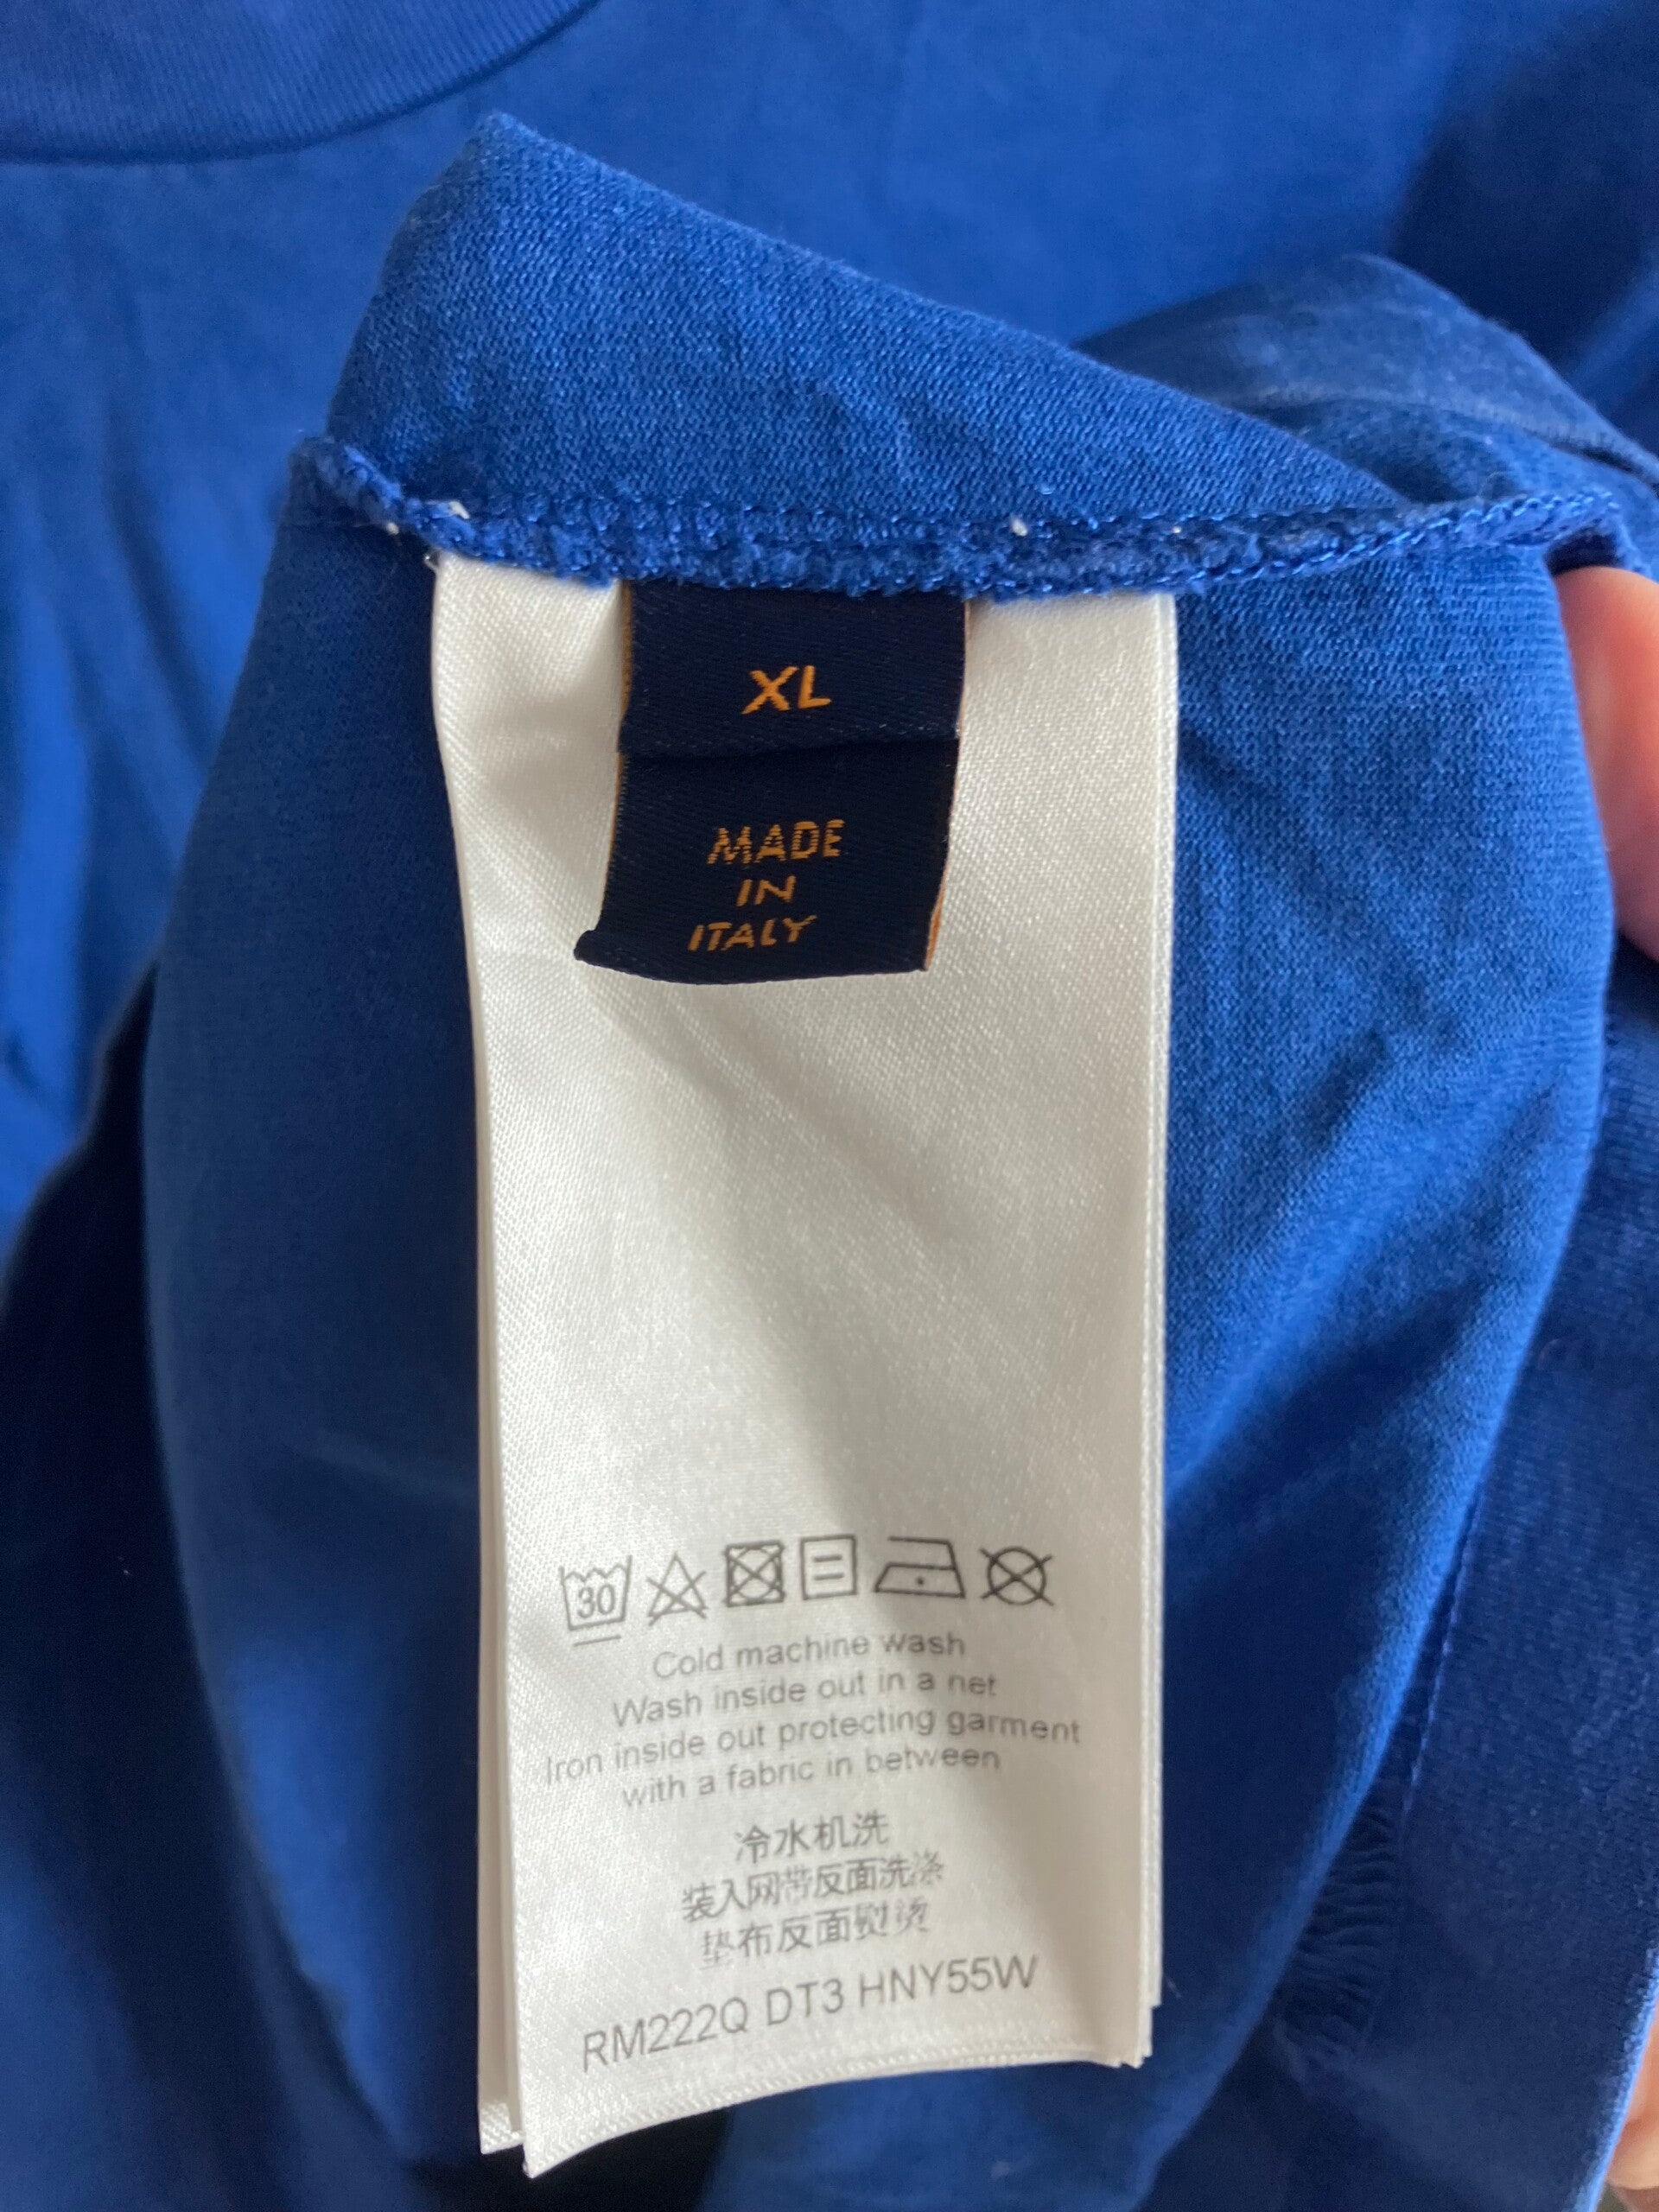 XL
MADE
IN
ITALY
30
Cold machine wash
Wash inside out in a net
Iron inside out protecting garment
with a fabric in between
冷水机洗
装入网带反面洗涤
垫布反面熨烫
RM222Q DT3 HNY55W